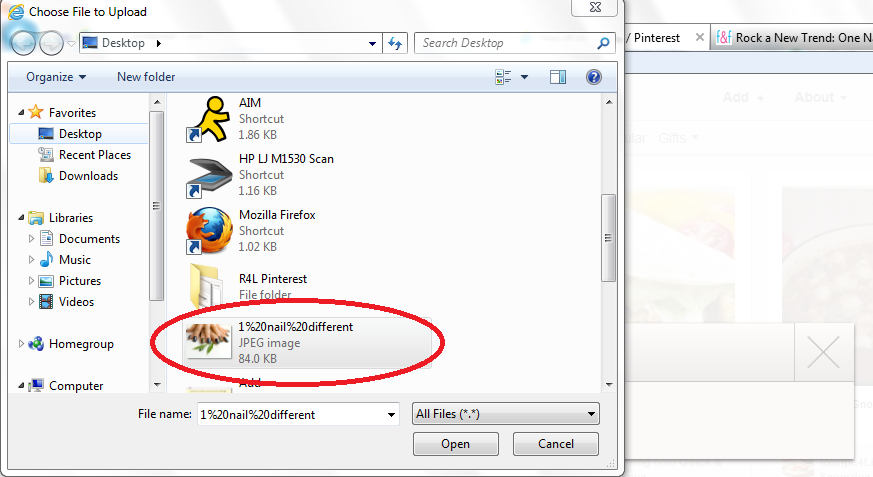 Choose File to Upload
Desktop
Search Desktop
/ Pinterest
f&f Rock a New Trend: One Na
Organize
New folder
Add
About
Gifts
Favorites
Desktop
Recent Places
Downloads
Libraries
Documents
Music
Pictures
Videos
Homegroup
Computer
AIM
Shortcut
1.86 KB
HP LJ M1530 Scan
Shortcut
1.16 KB
Mozilla Firefox
Shortcut
1.02 KB
R4L Pinterest
File folder
1%20nail%20different
JPEG image
84.0 KB
Add
File name:
1%20nail%20different
All Files (*.*)
Open
Cancel